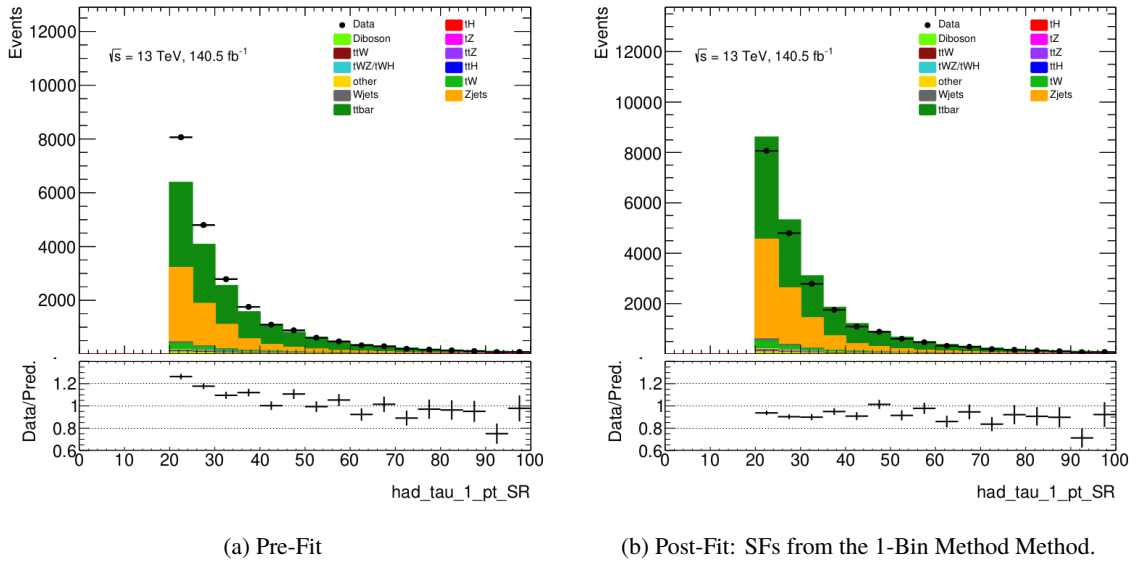 Events
12000
10000
8000
6000
4000
2000
√s = 13 TeV, 140.5 fb⁻¹
Data
Diboson
ttW
tWZ/tWH
other
Wjets
ttbar
tH
tZ
ttZ
ttH
tW
Zjets
Data/Pred.
1.2
1
0.8
0.6
0 10 20 30 40 50 60 70 80 90 100
had_tau_1_pt_SR
(a) Pre-Fit
Events
12000
10000
8000
6000
4000
2000
√s = 13 TeV, 140.5 fb⁻¹
Data
Diboson
ttW
tWZ/tWH
other
Wjets
ttbar
tH
tZ
ttZ
ttH
tW
Zjets
Data/Pred.
1.2
1
0.8
0.6
0 10 20 30 40 50 60 70 80 90 100
had_tau_1_pt_SR
(b) Post-Fit: SFs from the 1-Bin Method Method.